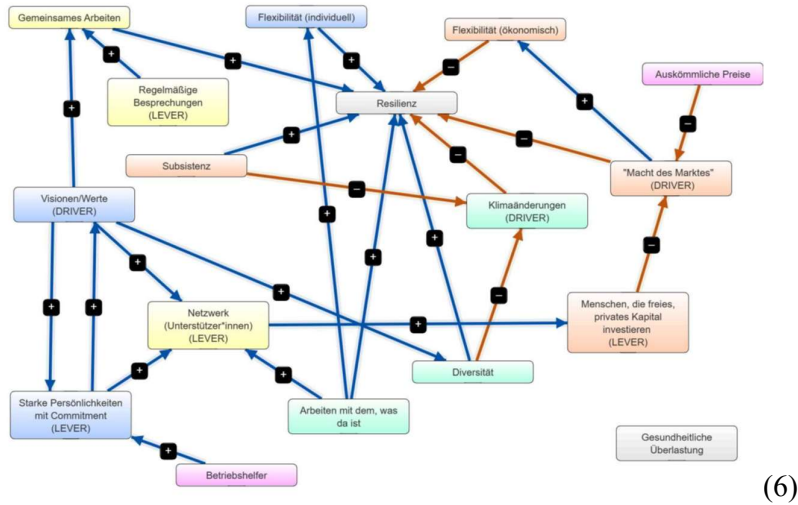 Gemeinsames Arbeiten
Flexibilität (individuell)
Flexibilität (ökonomisch)
+
+
−
Auskömmliche Preise
+
Regelmäßige
Besprechungen
(LEVER)
Resilienz
+
+
−
+
−
−
Subsistenz
"Macht des Marktes"
(DRIVER)
−
Visionen/Werte
(DRIVER)
Klimaänderungen
(DRIVER)
+
+
+
−
+
+
−
+
+
+
Netzwerk
(Unterstützer*innen)
(LEVER)
+
Menschen, die freies,
privates Kapital
investieren
(LEVER)
+
+
Diversität
Starke Persönlichkeiten
mit Commitment
(LEVER)
Arbeiten mit dem, was
da ist
+
Gesundheitliche
Überlastung
Betriebshelfer
(6)